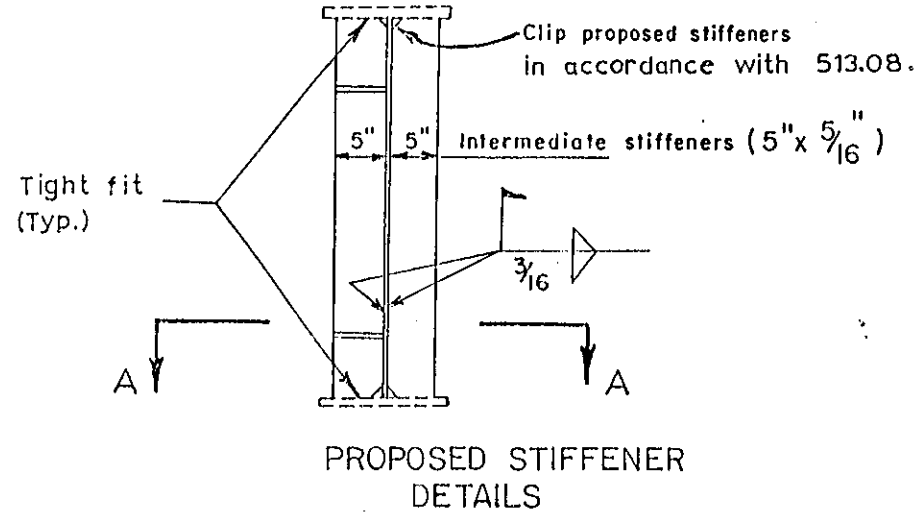 Clip proposed stiffeners
in accordance with 513.08.
5" 5" Intermediate stiffeners (5" x 5/16")
Tight fit
(Typ.)
3/16
A A
PROPOSED STIFFENER
DETAILS